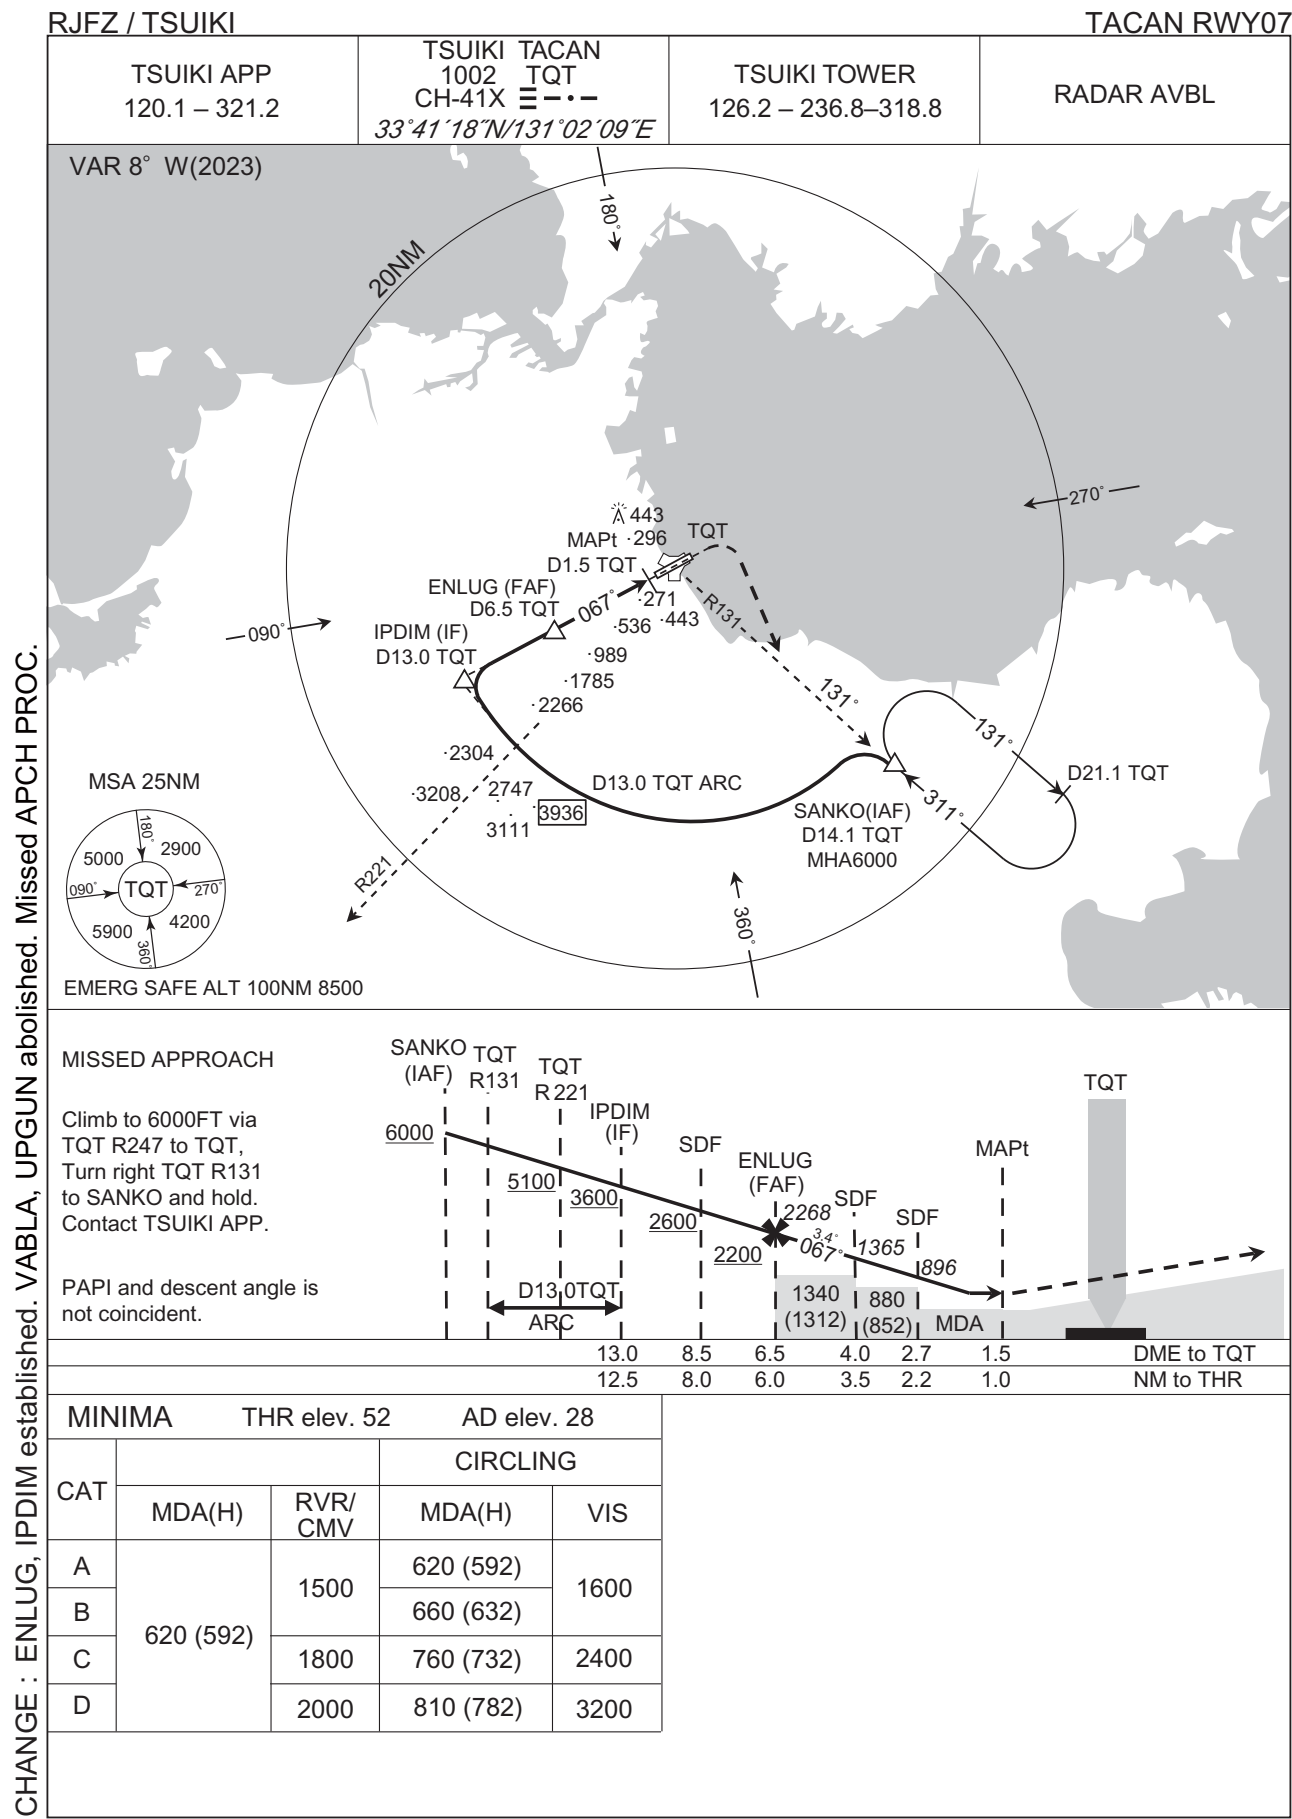 RJFZ / TSUIKI
TACAN RWY07
TSUIKI APP
120.1 – 321.2
TSUIKI TACAN
1002 TQT
CH-41X
33˚41´18˝N/131˚02´09˝E
TSUIKI TOWER
126.2 – 236.8–318.8
RADAR AVBL
VAR 8˚ W(2023)
180˚
20NM
270˚
443
MAPt ·296
TQT
D1.5 TQT
ENLUG (FAF)
D6.5 TQT
067˚
·271
·536
·443
R131
090˚
IPDIM (IF)
D13.0 TQT
·989
·1785
·2266
131˚
·2304
131˚
D21.1 TQT
D13.0 TQT ARC
·3208
2747
3936
3111
311˚
SANKO(IAF)
D14.1 TQT
MHA6000
R221
360˚
MSA 25NM
180˚
5000
2900
090˚
TQT
270˚
5900
4200
360˚
EMERG SAFE ALT 100NM 8500
MISSED APPROACH
Climb to 6000FT via
TQT R247 to TQT,
Turn right TQT R131
to SANKO and hold.
Contact TSUIKI APP.
PAPI and descent angle is
not coincident.
SANKO
(IAF)
TQT
R131
TQT
R 221
IPDIM
(IF)
SDF
ENLUG
(FAF)
SDF
SDF
MAPt
TQT
6000
5100
3600
2600
2200
2268
3.4˚
067˚
1365
896
D13.0TQT
ARC
1340
(1312)
880
(852)
MDA
13.0 8.5 6.5 4.0 2.7 1.5 DME to TQT
12.5 8.0 6.0 3.5 2.2 1.0 NM to THR
MINIMA THR elev. 52 AD elev. 28
CAT
CIRCLING
MDA(H)
RVR/
CMV
MDA(H)
VIS
A
620 (592)
1500
620 (592)
1600
B
660 (632)
C
1800
760 (732)
2400
D
2000
810 (782)
3200
CHANGE : ENLUG, IPDIM established. VABLA, UPGUN abolished. Missed APCH PROC.